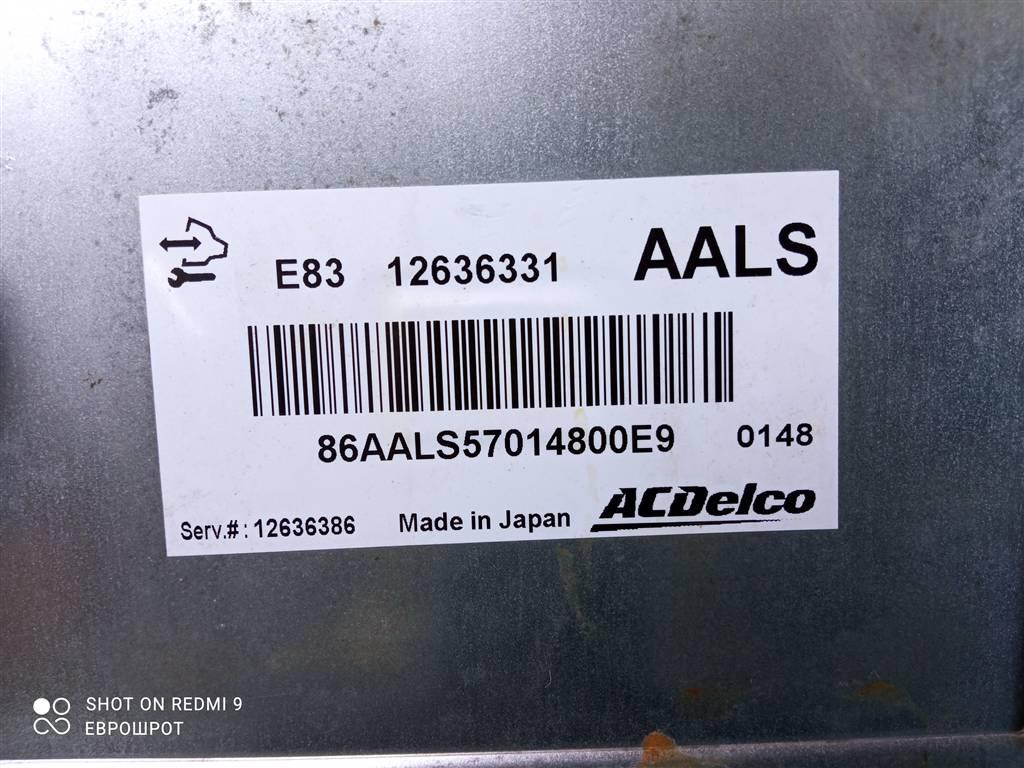 E83 12636331 AALS
86AALS57014800E9 0148
Serv.#: 12636386 Made in Japan ACDelco
SHOT ON REDMI 9
ЕВРОШРОТ